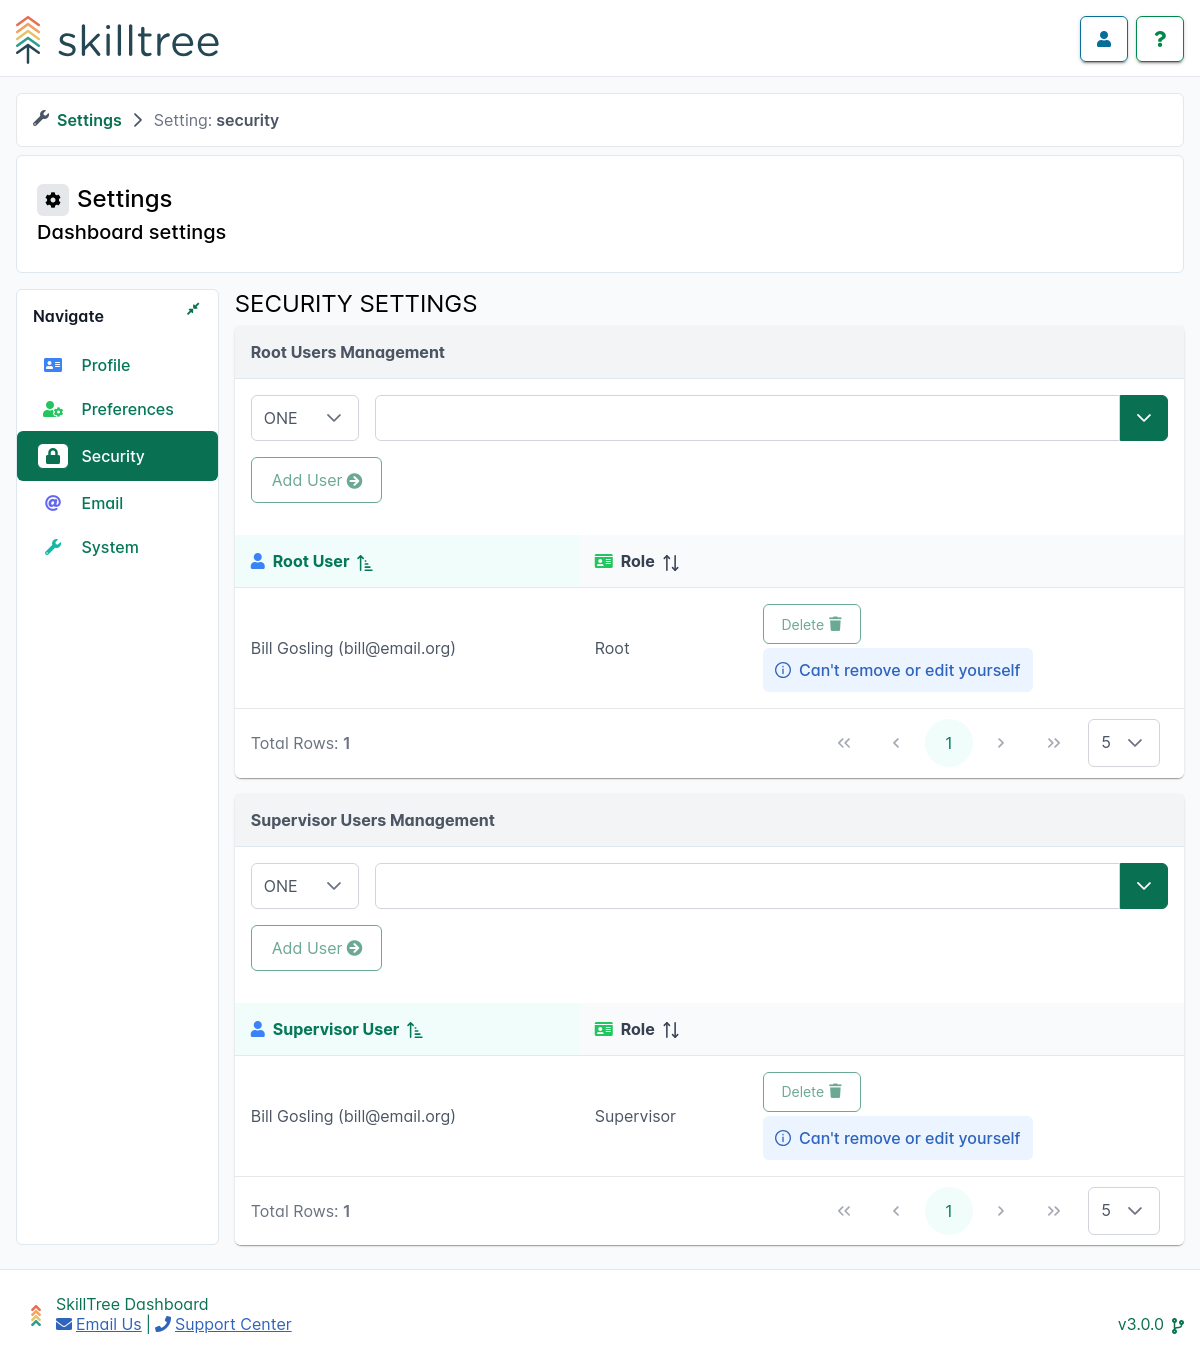 skilltree
?
Settings > Setting: security
Settings
Dashboard settings
Navigate
Profile
Preferences
Security
Email
System
SECURITY SETTINGS
Root Users Management
ONE
Add User
Root User Role
Bill Gosling (bill@email.org) Root Delete
Can't remove or edit yourself
Total Rows: 1 « ‹ 1 › » 5
Supervisor Users Management
ONE
Add User
Supervisor User Role
Bill Gosling (bill@email.org) Supervisor Delete
Can't remove or edit yourself
Total Rows: 1 « ‹ 1 › » 5
SkillTree Dashboard
Email Us | Support Center
v3.0.0